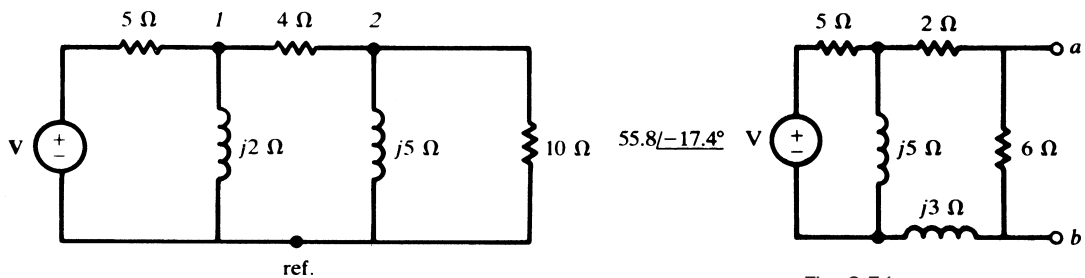 5 Ω 1 4 Ω 2
V + − j2 Ω j5 Ω 10 Ω
ref.
5 Ω 2 Ω a
55.8/−17.4° V + − j5 Ω 6 Ω
j3 Ω b